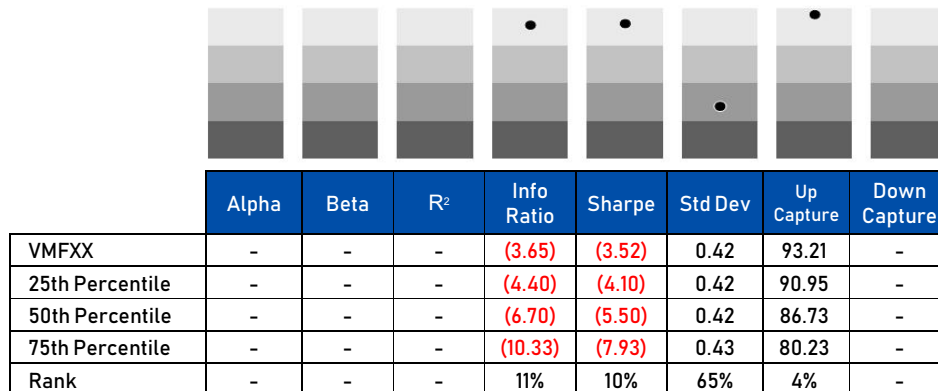 Alpha Beta R² Info Ratio Sharpe Std Dev Up Capture Down Capture
VMFXX - - - (3.65) (3.52) 0.42 93.21 -
25th Percentile - - - (4.40) (4.10) 0.42 90.95 -
50th Percentile - - - (6.70) (5.50) 0.42 86.73 -
75th Percentile - - - (10.33) (7.93) 0.43 80.23 -
Rank - - - 11% 10% 65% 4% -